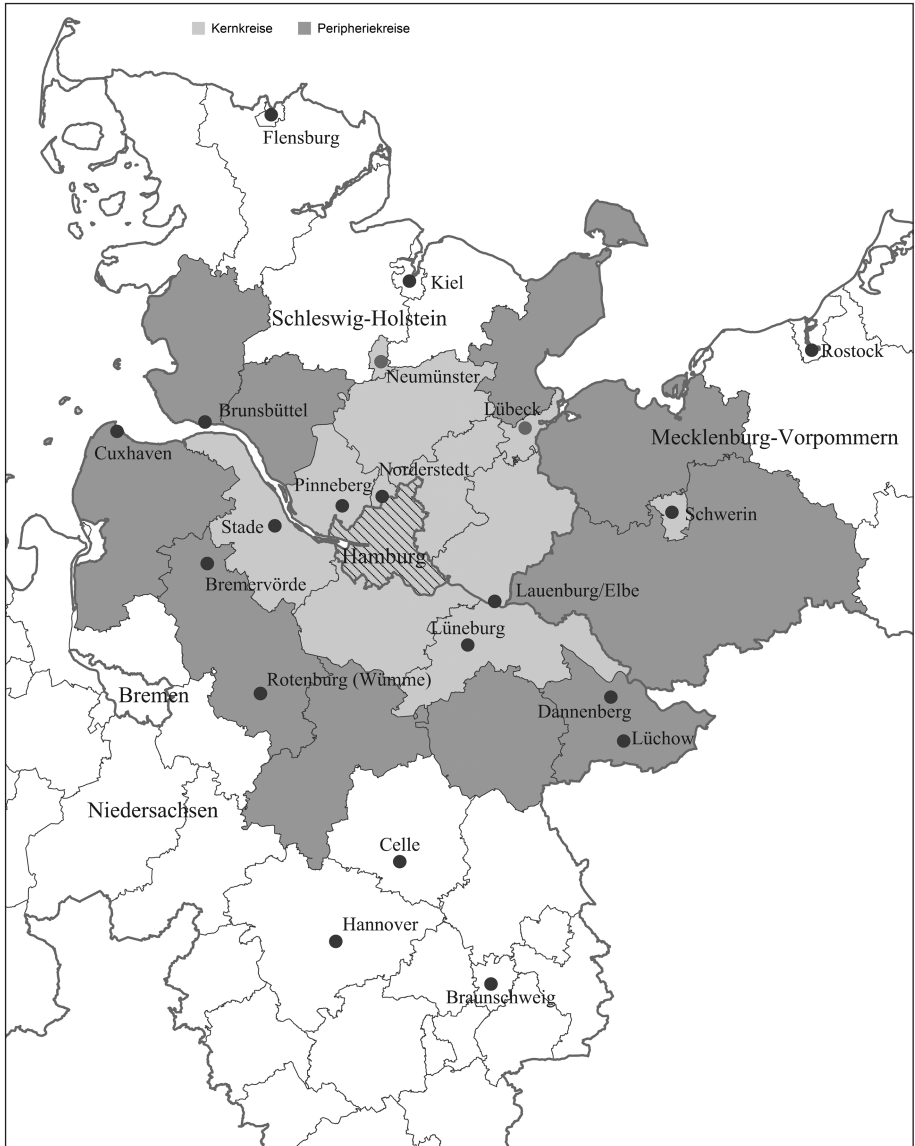 Kernkreise Peripheriekreise
Flensburg
Kiel
Schleswig-Holstein
Rostock
Neumünster
Brunsbüttel
Lübeck
Cuxhaven
Mecklenburg-Vorpommern
Norderstedt
Pinneberg
Schwerin
Stade
Hamburg
Bremervörde
Lauenburg/Elbe
Lüneburg
Rotenburg (Wümme)
Bremen
Dannenberg
Lüchow
Niedersachsen
Celle
Hannover
Braunschweig